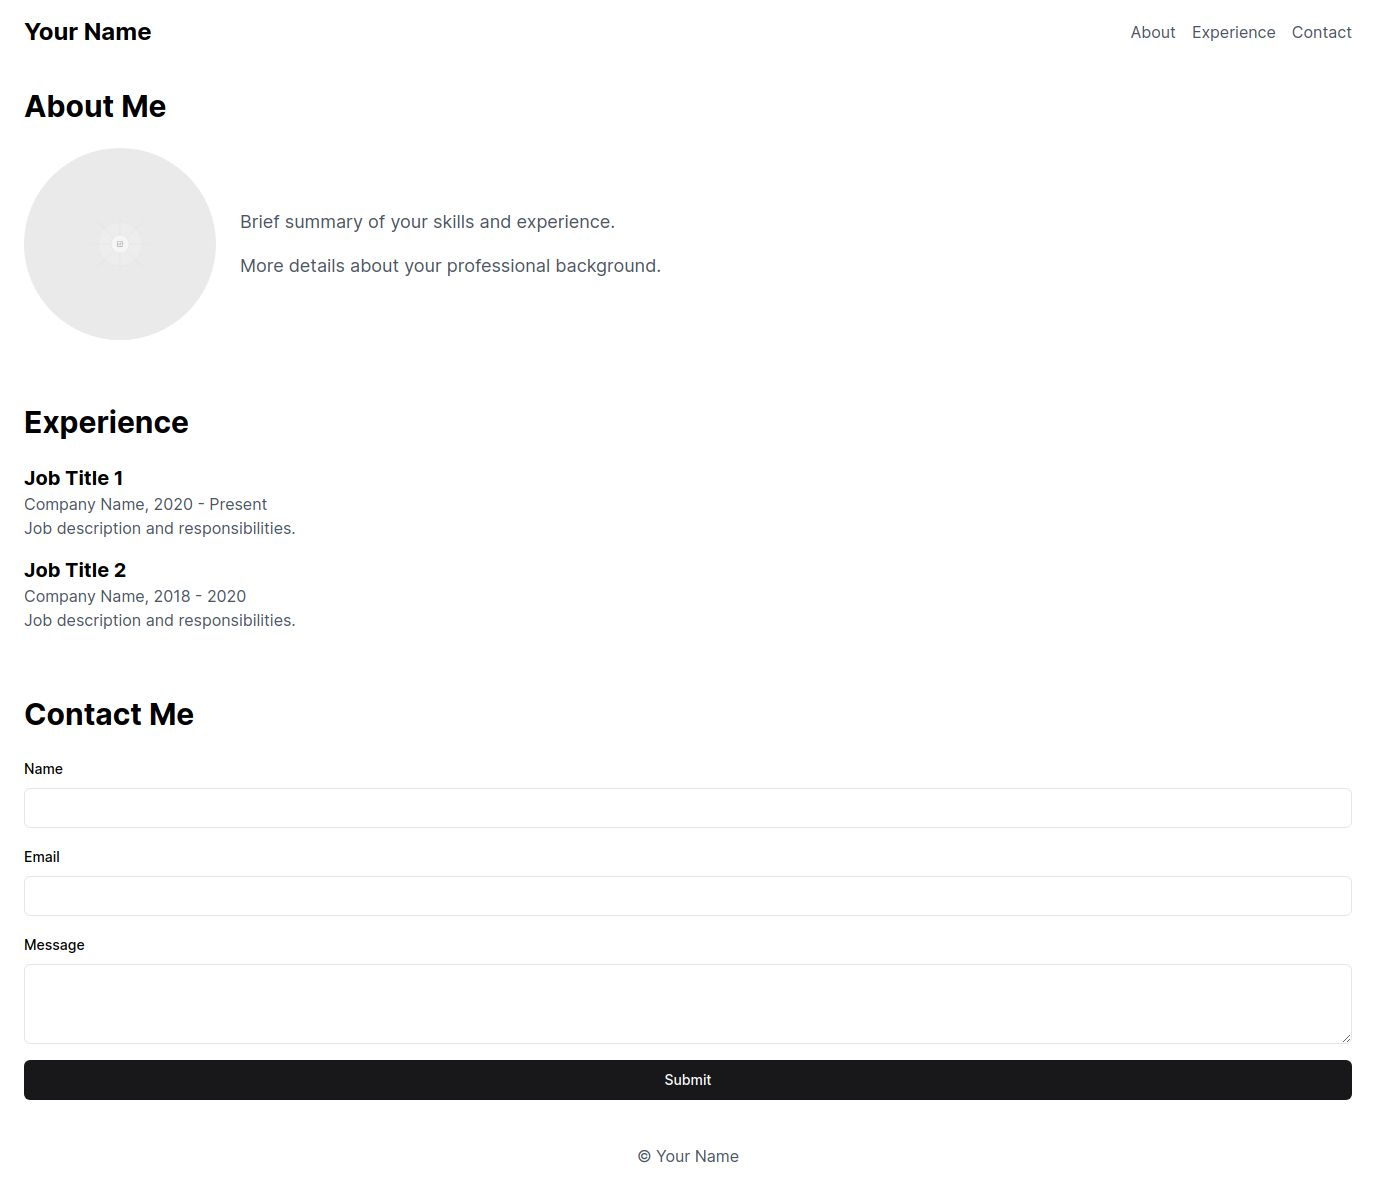 Your Name
About Experience Contact
About Me
Brief summary of your skills and experience.
More details about your professional background.
Experience
Job Title 1
Company Name, 2020 - Present
Job description and responsibilities.
Job Title 2
Company Name, 2018 - 2020
Job description and responsibilities.
Contact Me
Name
Email
Message
Submit
© Your Name